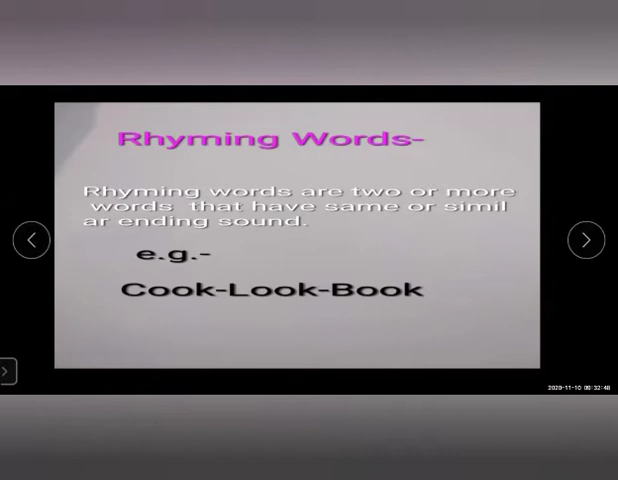 Rhyming Words-
Rhyming words are two or more
words that have same or simil
ar ending sound.
e.g.-
Cook-Look-Book
2020-11-10 09:32:48